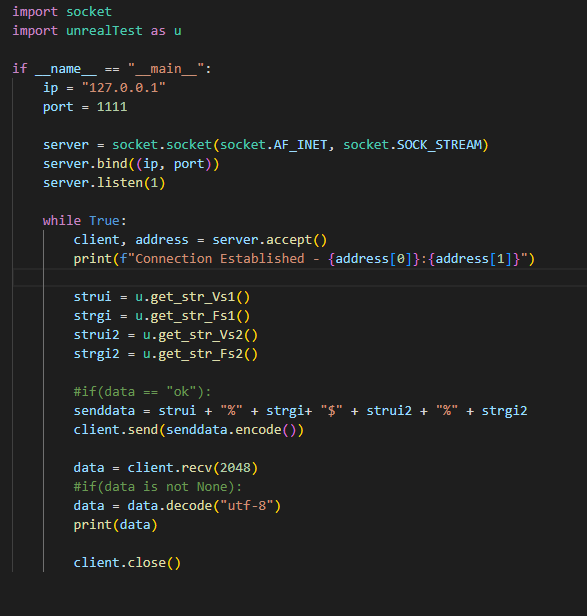 import socket
import unrealTest as u
if __name__ == "__main__":
ip = "127.0.0.1"
port = 1111
server = socket.socket(socket.AF_INET, socket.SOCK_STREAM)
server.bind((ip, port))
server.listen(1)
while True:
client, address = server.accept()
print(f"Connection Established - {address[0]}:{address[1]}")
strui = u.get_str_Vs1()
strgi = u.get_str_Fs1()
strui2 = u.get_str_Vs2()
strgi2 = u.get_str_Fs2()
#if(data == "ok"):
senddata = strui + "%" + strgi+ "$" + strui2 + "%" + strgi2
client.send(senddata.encode())
data = client.recv(2048)
#if(data is not None):
data = data.decode("utf-8")
print(data)
client.close()